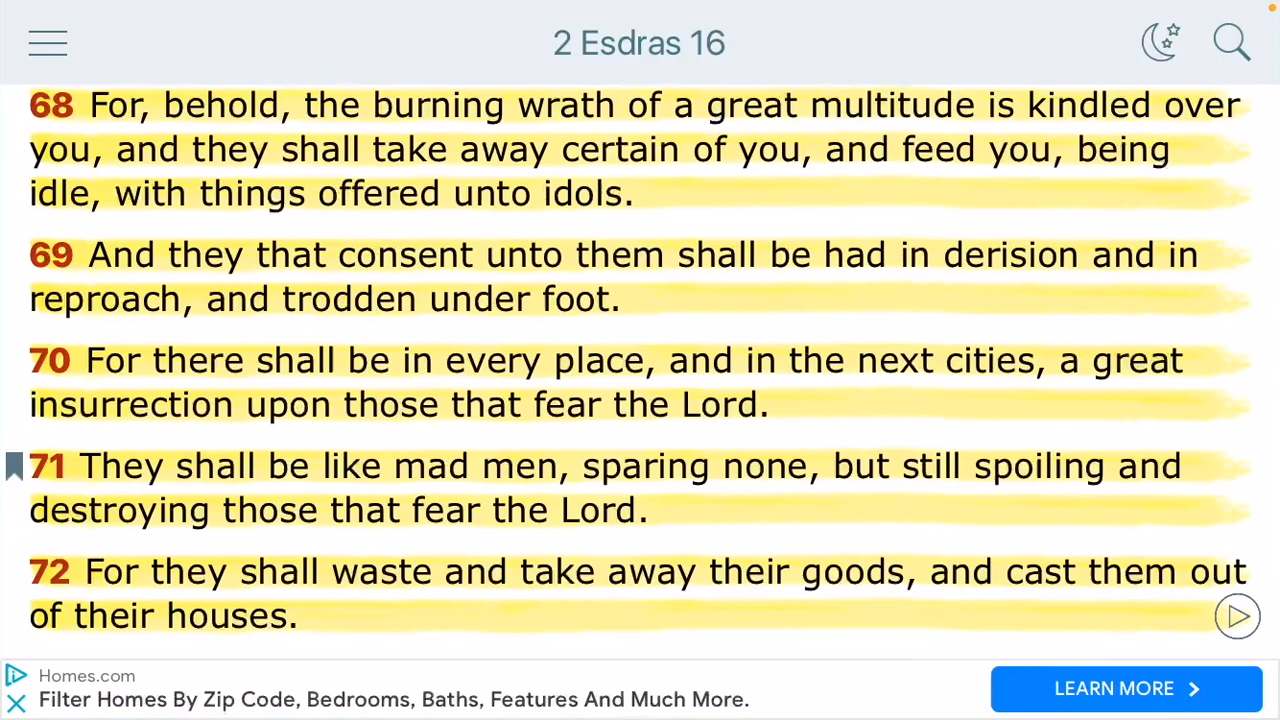 2 Esdras 16
68 For, behold, the burning wrath of a great multitude is kindled over
you, and they shall take away certain of you, and feed you, being
idle, with things offered unto idols.
69 And they that consent unto them shall be had in derision and in
reproach, and trodden under foot.
70 For there shall be in every place, and in the next cities, a great
insurrection upon those that fear the Lord.
71 They shall be like mad men, sparing none, but still spoiling and
destroying those that fear the Lord.
72 For they shall waste and take away their goods, and cast them out
of their houses.
Homes.com
Filter Homes By Zip Code, Bedrooms, Baths, Features And Much More.
LEARN MORE